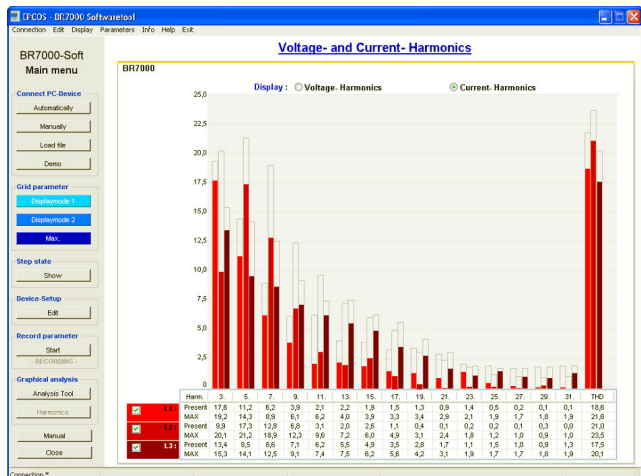 EPCOS - BR7000 Softwaretool
Connection Edit Display Parameters Info Help Exit
BR7000-Soft
Main menu
Connect PC-Device
Automatically
Manually
Load file
Demo
Grid parameter
Displaymode 1
Displaymode 2
Max.
Step state
Show
Device-Setup
Edit
Record parameter
Start
- RECORDING -
Graphical analysis
Analysis Tool
Harmonics
Manual
Close
Voltage- and Current- Harmonics
BR7000
Display : Voltage- Harmonics Current- Harmonics
25,0
22,5
20,0
17,5
15,0
12,5
10,0
7,5
5,0
2,5
0
Harm. 3. 5. 7. 9. 11. 13. 15. 17. 19. 21. 23. 25. 27. 29. 31. THD
L1: Present 17,6 11,2 6,2 3,9 2,1 2,2 1,9 1,5 1,3 0,9 1,4 0,5 0,2 0,1 0,1 18,6
MAX 19,2 14,3 8,9 6,1 6,2 4,0 3,9 3,3 3,4 2,9 2,1 1,9 1,7 1,8 1,9 21,6
L2: Present 9,9 17,3 12,8 6,8 3,1 2,0 2,6 1,1 0,4 0,1 0,2 0,2 0,1 0,3 0,0 21,0
MAX 20,1 21,2 18,9 12,3 9,6 7,2 6,0 4,9 3,1 2,4 1,8 1,2 1,0 0,9 1,0 23,5
L3: Present 13,4 9,5 8,6 7,1 6,2 5,5 4,9 3,5 2,8 1,7 1,1 1,5 1,0 0,9 1,3 17,5
MAX 15,3 14,1 12,5 9,1 7,4 7,5 6,2 5,6 4,2 3,1 1,9 1,7 1,7 1,8 1,9 20,1
Connection *